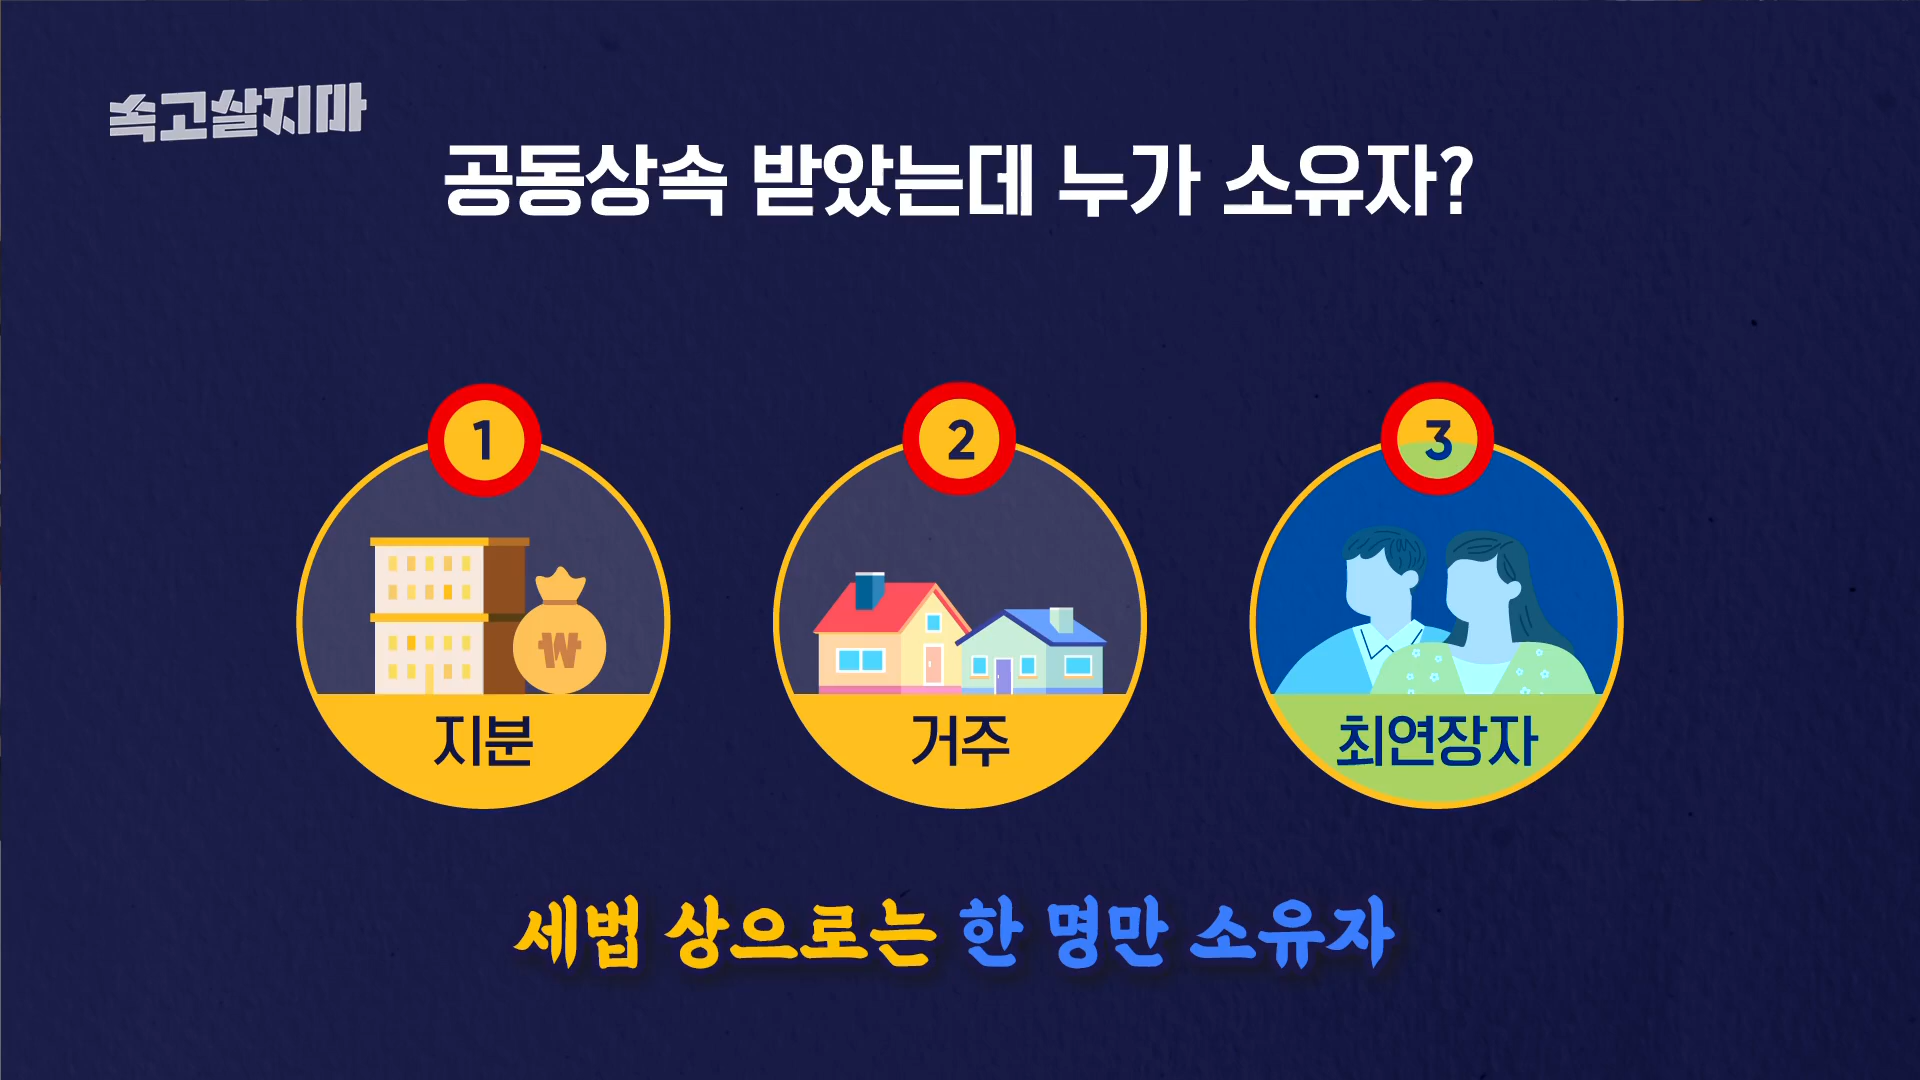 속고살지마
공동상속 받았는데 누가 소유자?
1
2
3
₩
지분
거주
최연장자
세법 상으로는 한 명만 소유자